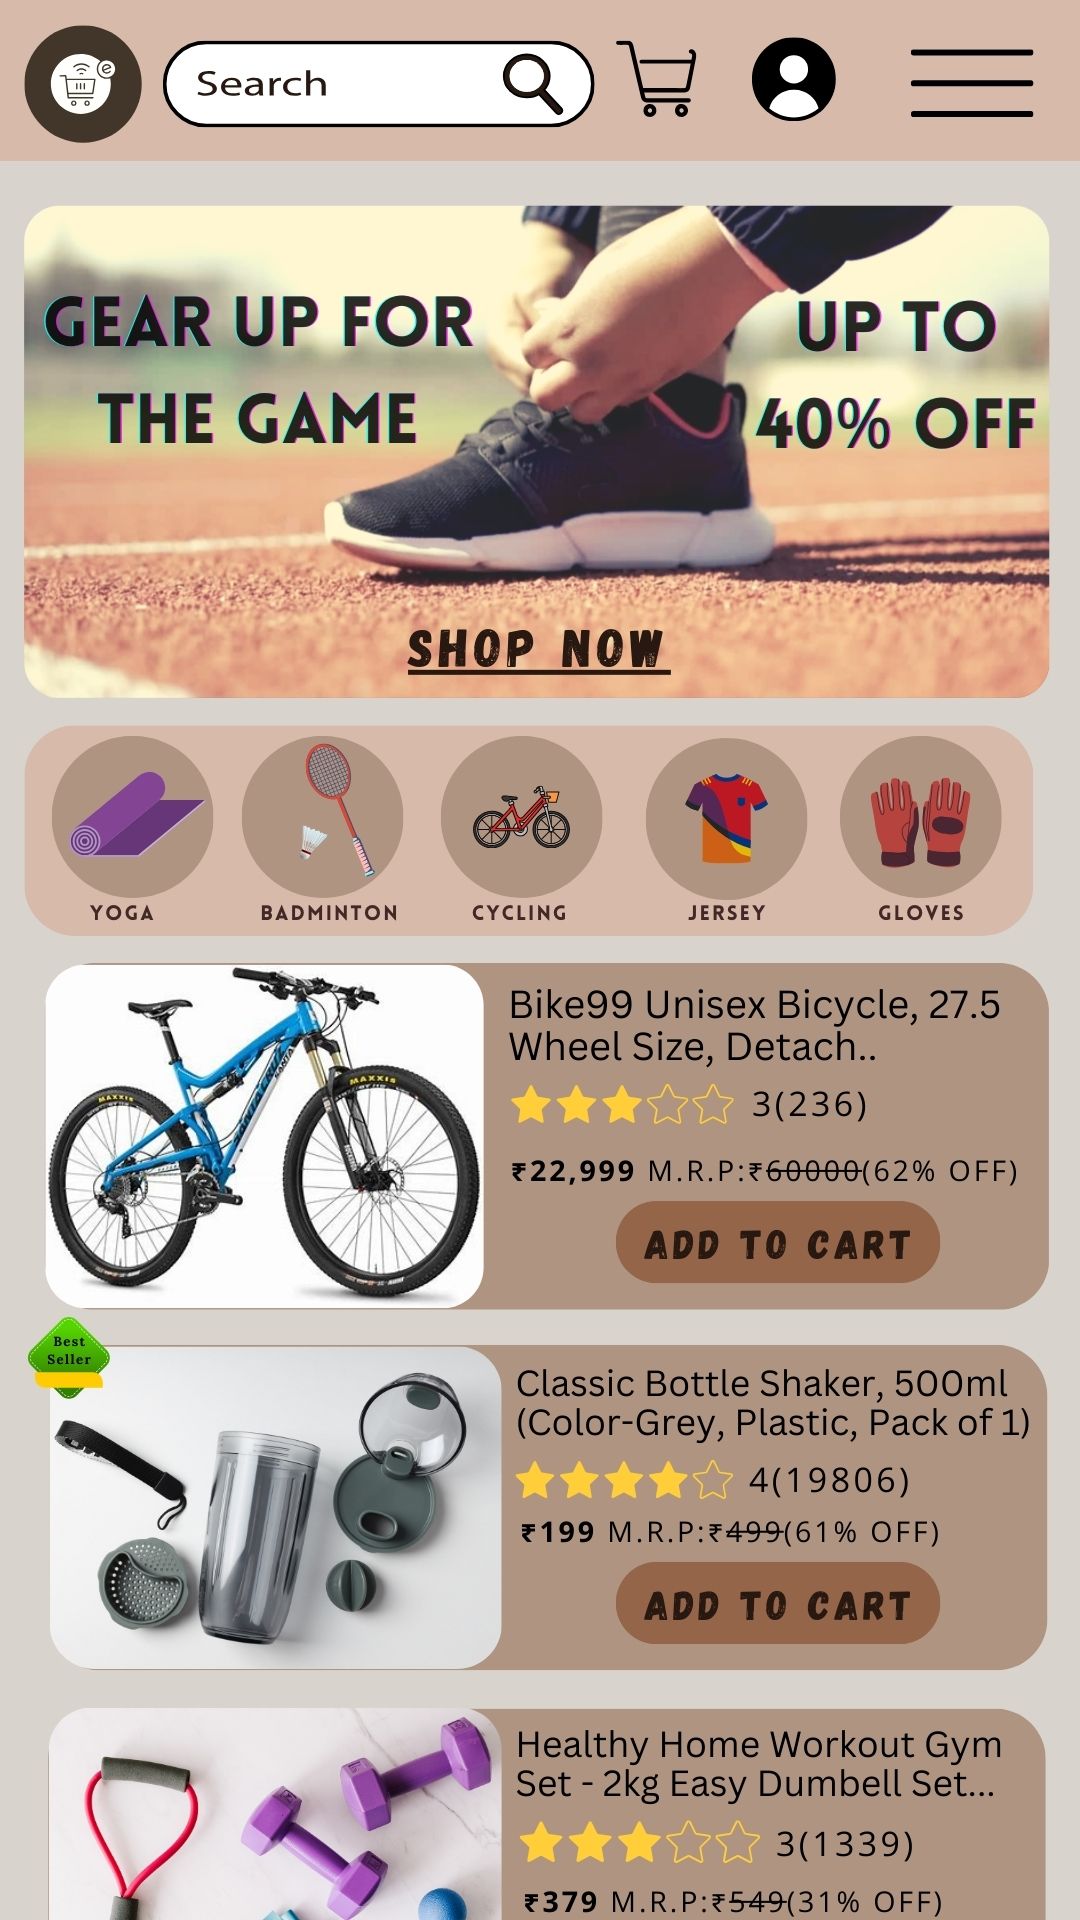 e
Search
GEAR UP FOR
THE GAME
UP TO
40% OFF
SHOP NOW
YOGA
BADMINTON
CYCLING
JERSEY
GLOVES
MAXXIS
MAXXIS
Bike99 Unisex Bicycle, 27.5
Wheel Size, Detach..
3(236)
₹22,999 M.R.P:₹60000(62% OFF)
ADD TO CART
Best
Seller
Classic Bottle Shaker, 500ml
(Color-Grey, Plastic, Pack of 1)
4(19806)
₹199 M.R.P:₹499(61% OFF)
ADD TO CART
Healthy Home Workout Gym
Set - 2kg Easy Dumbell Set...
3(1339)
₹379 M.R.P:₹549(31% OFF)